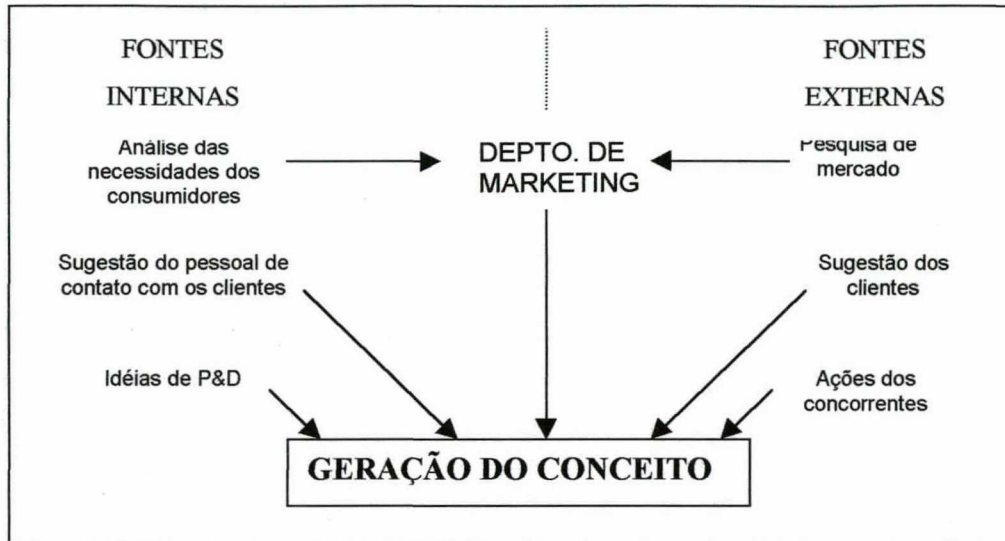 FONTES
INTERNAS
FONTES
EXTERNAS
Análise das
necessidades dos
consumidores
DEPTO. DE
MARKETING
Pesquisa de
mercado
Sugestão do pessoal de
contato com os clientes
Sugestão dos
clientes
Idéias de P&D
Ações dos
concorrentes
GERAÇÃO DO CONCEITO